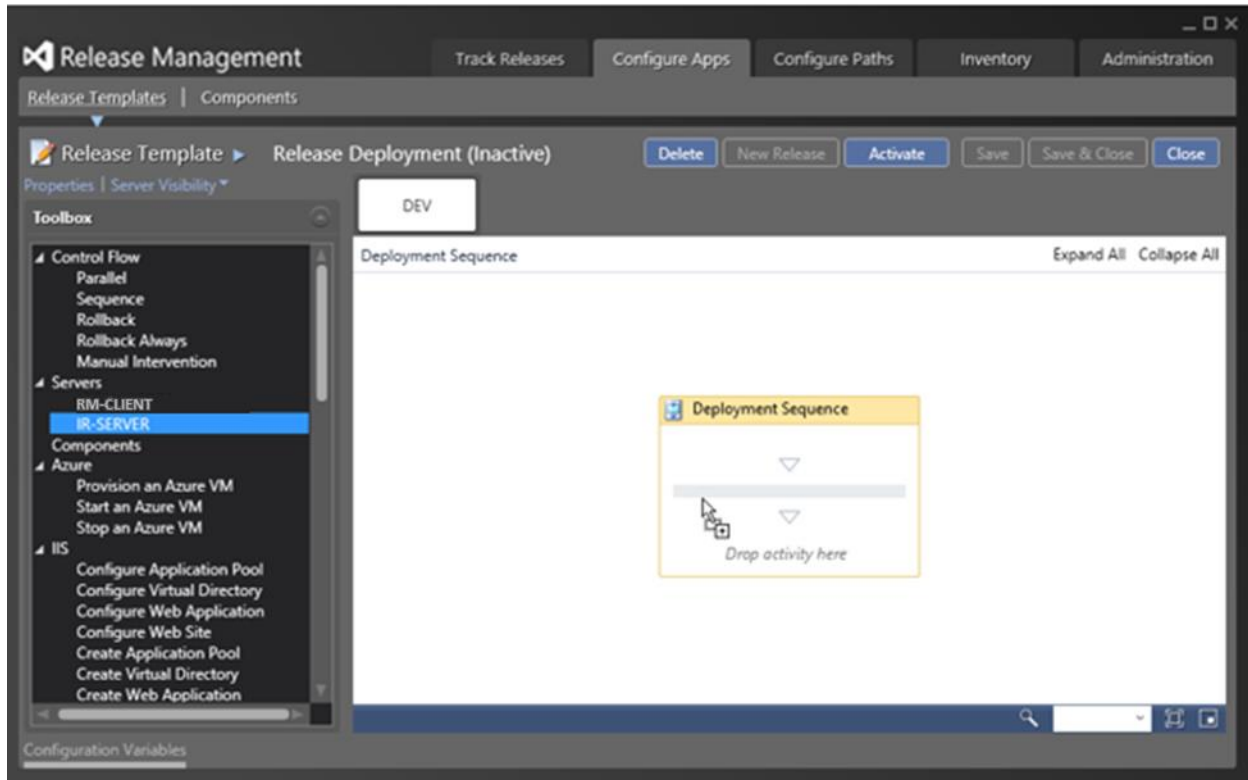 Release Management
Track Releases
Configure Apps
Configure Paths
Inventory
Administration
Release Templates | Components
Release Template
Release Deployment (Inactive)
Delete
New Release
Activate
Save
Save & Close
Close
Properties | Server Visibility
DEV
Toolbox
Control Flow
Parallel
Sequence
Rollback
Rollback Always
Manual Intervention
Servers
RM-CLIENT
IR-SERVER
Components
Azure
Provision an Azure VM
Start an Azure VM
Stop an Azure VM
IIS
Configure Application Pool
Configure Virtual Directory
Configure Web Application
Configure Web Site
Create Application Pool
Create Virtual Directory
Create Web Application
Deployment Sequence
Expand All Collapse All
Deployment Sequence
Drop activity here
Configuration Variables